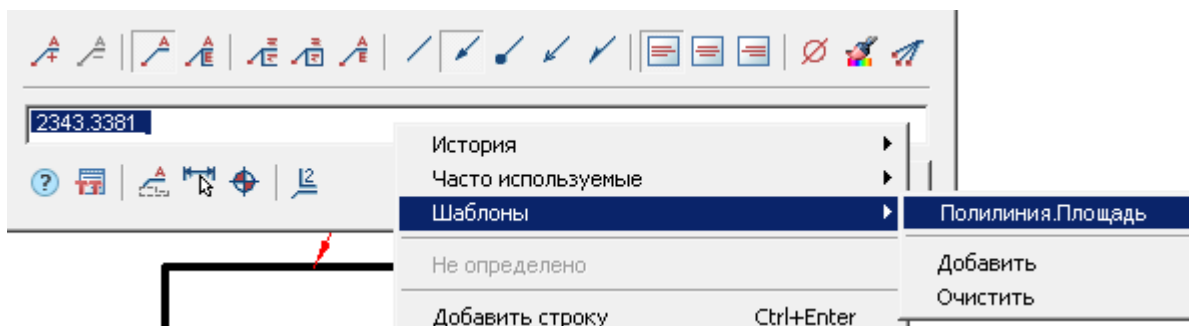 2343.3381
История
Часто используемые
Шаблоны
Полилиния.Площадь
Не определено
Добавить
Очистить
Добавить строку Ctrl+Enter